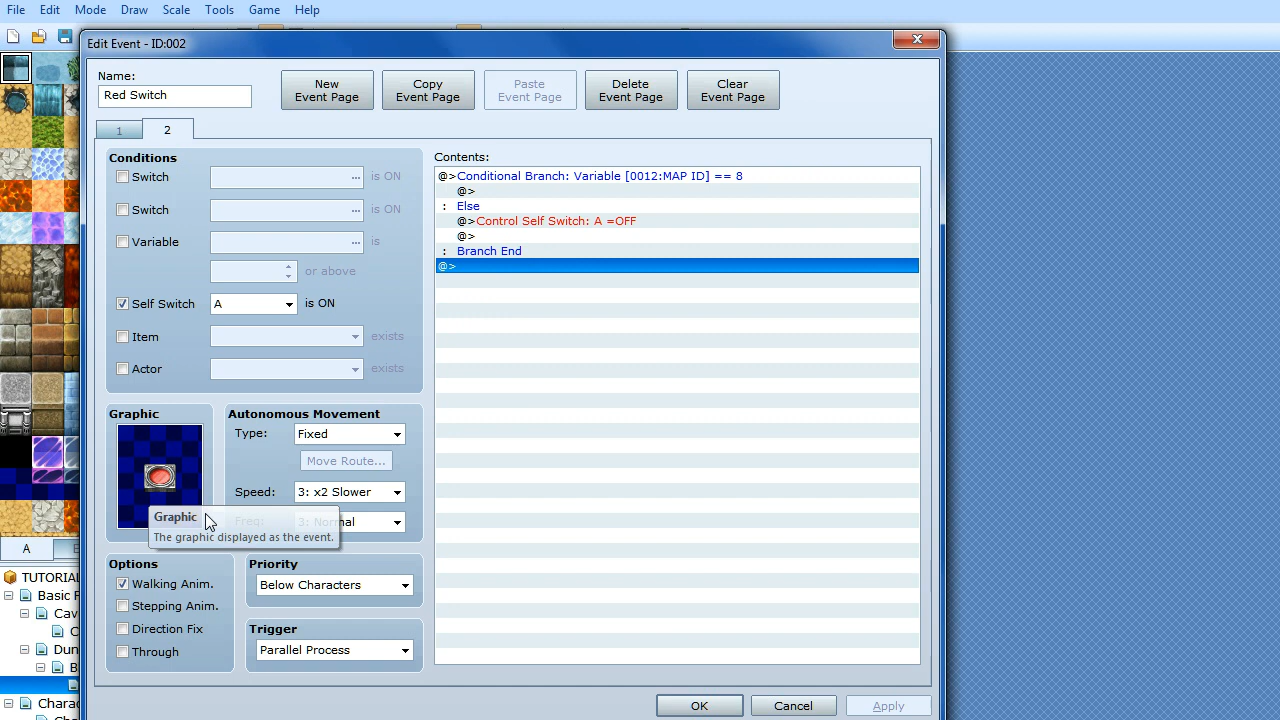 File Edit Mode Draw Scale Tools Game Help
Edit Event - ID:002
Name:
Red Switch
New Event Page
Copy Event Page
Paste Event Page
Delete Event Page
Clear Event Page
1 2
Conditions
Switch ... is ON
Switch ... is ON
Variable ... is
or above
Self Switch A is ON
Item exists
Actor exists
Graphic
Graphic
The graphic displayed as the event.
Autonomous Movement
Type: Fixed
Move Route...
Speed: 3: x2 Slower
Freq: 3: Normal
Options
Walking Anim.
Stepping Anim.
Direction Fix
Through
Priority
Below Characters
Trigger
Parallel Process
Contents:
@>Conditional Branch: Variable [0012:MAP ID] == 8
@>
: Else
@>Control Self Switch: A =OFF
@>
: Branch End
@>
OK Cancel Apply
A
TUTORIAL
Basic
Cav
Dun
Charac